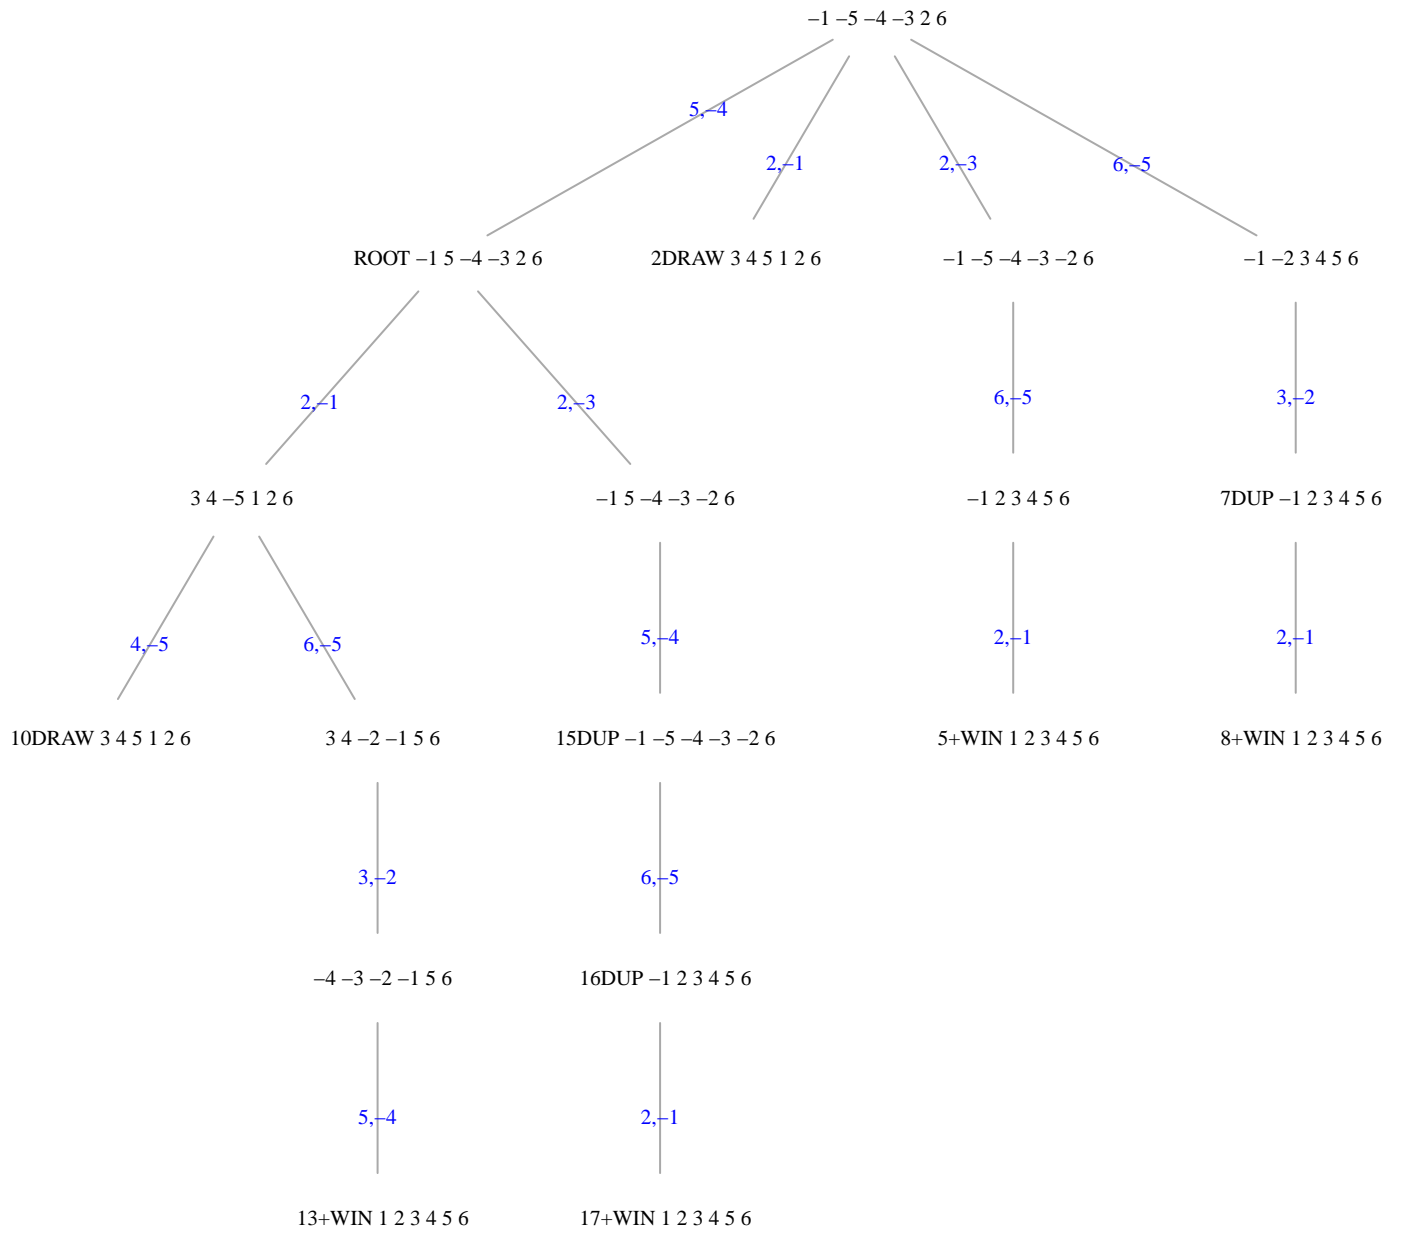 −1 −5 −4 −3 2 6
5,−4
2,−1
2,−3
6,−5
ROOT −1 5 −4 −3 2 6
2DRAW 3 4 5 1 2 6
−1 −5 −4 −3 −2 6
−1 −2 3 4 5 6
2,−1
2,−3
6,−5
3,−2
3 4 −5 1 2 6
−1 5 −4 −3 −2 6
−1 2 3 4 5 6
7DUP −1 2 3 4 5 6
4,−5
6,−5
5,−4
2,−1
2,−1
10DRAW 3 4 5 1 2 6
3 4 −2 −1 5 6
15DUP −1 −5 −4 −3 −2 6
5+WIN 1 2 3 4 5 6
8+WIN 1 2 3 4 5 6
3,−2
6,−5
−4 −3 −2 −1 5 6
16DUP −1 2 3 4 5 6
5,−4
2,−1
13+WIN 1 2 3 4 5 6
17+WIN 1 2 3 4 5 6